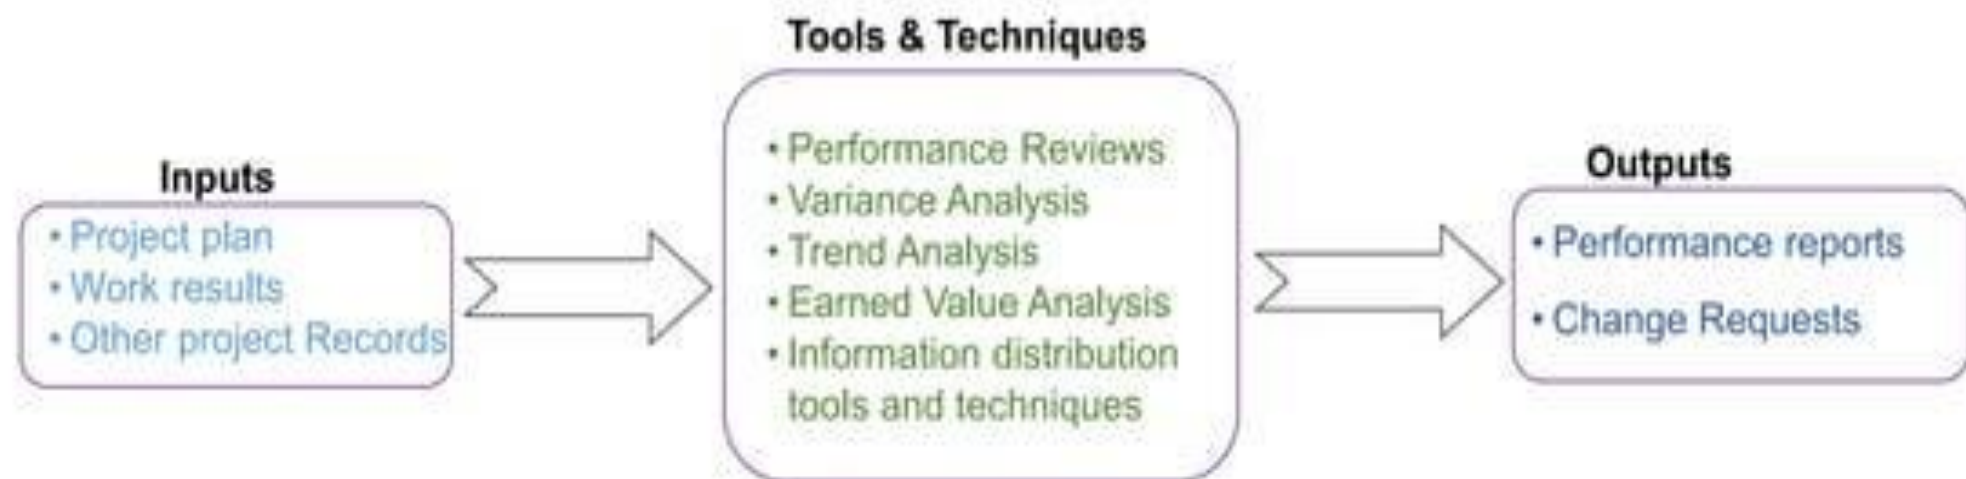 Inputs
• Project plan
• Work results
• Other project Records
Tools & Techniques
• Performance Reviews
• Variance Analysis
• Trend Analysis
• Earned Value Analysis
• Information distribution
tools and techniques
Outputs
• Performance reports
• Change Requests